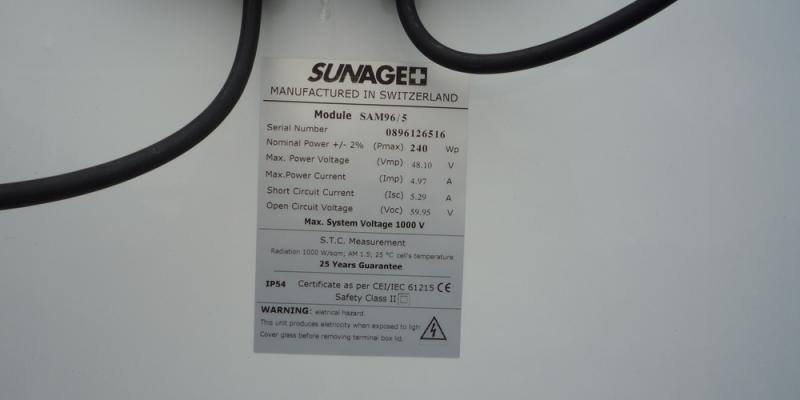 SUNAGE
MANUFACTURED IN SWITZERLAND
Module SAM96/5
Serial Number 0896126516
Nominal Power +/- 2% (Pmax) 240 Wp
Max. Power Voltage (Vmp) 48.10 V
Max.Power Current (Imp) 4.97 A
Short Circuit Current (Isc) 5.29 A
Open Circuit Voltage (Voc) 59.95 V
Max. System Voltage 1000 V
S.T.C. Measurement
Radiation 1000 W/sqm; AM 1.5; 25 °C cell's temperature
25 Years Guarantee
IP54 Certificate as per CEI/IEC 61215 CE
Safety Class II
WARNING: eletrical hazard.
This unit produces eletriocity when exposed to ligh
Cover glass before removing terminal box lid.